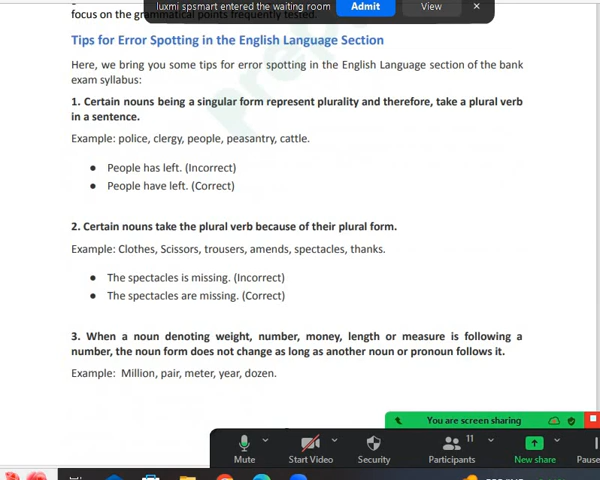 luxmi spsmart entered the waiting room Admit View ×
focus on the grammatical points frequently tested.
Tips for Error Spotting in the English Language Section
Here, we bring you some tips for error spotting in the English Language section of the bank
exam syllabus:
1. Certain nouns being a singular form represent plurality and therefore, take a plural verb
in a sentence.
Example: police, clergy, people, peasantry, cattle.
• People has left. (Incorrect)
• People have left. (Correct)
2. Certain nouns take the plural verb because of their plural form.
Example: Clothes, Scissors, trousers, amends, spectacles, thanks.
• The spectacles is missing. (Incorrect)
• The spectacles are missing. (Correct)
3. When a noun denoting weight, number, money, length or measure is following a
number, the noun form does not change as long as another noun or pronoun follows it.
Example: Million, pair, meter, year, dozen.
You are screen sharing
11
Mute Start Video Security Participants New share Pause